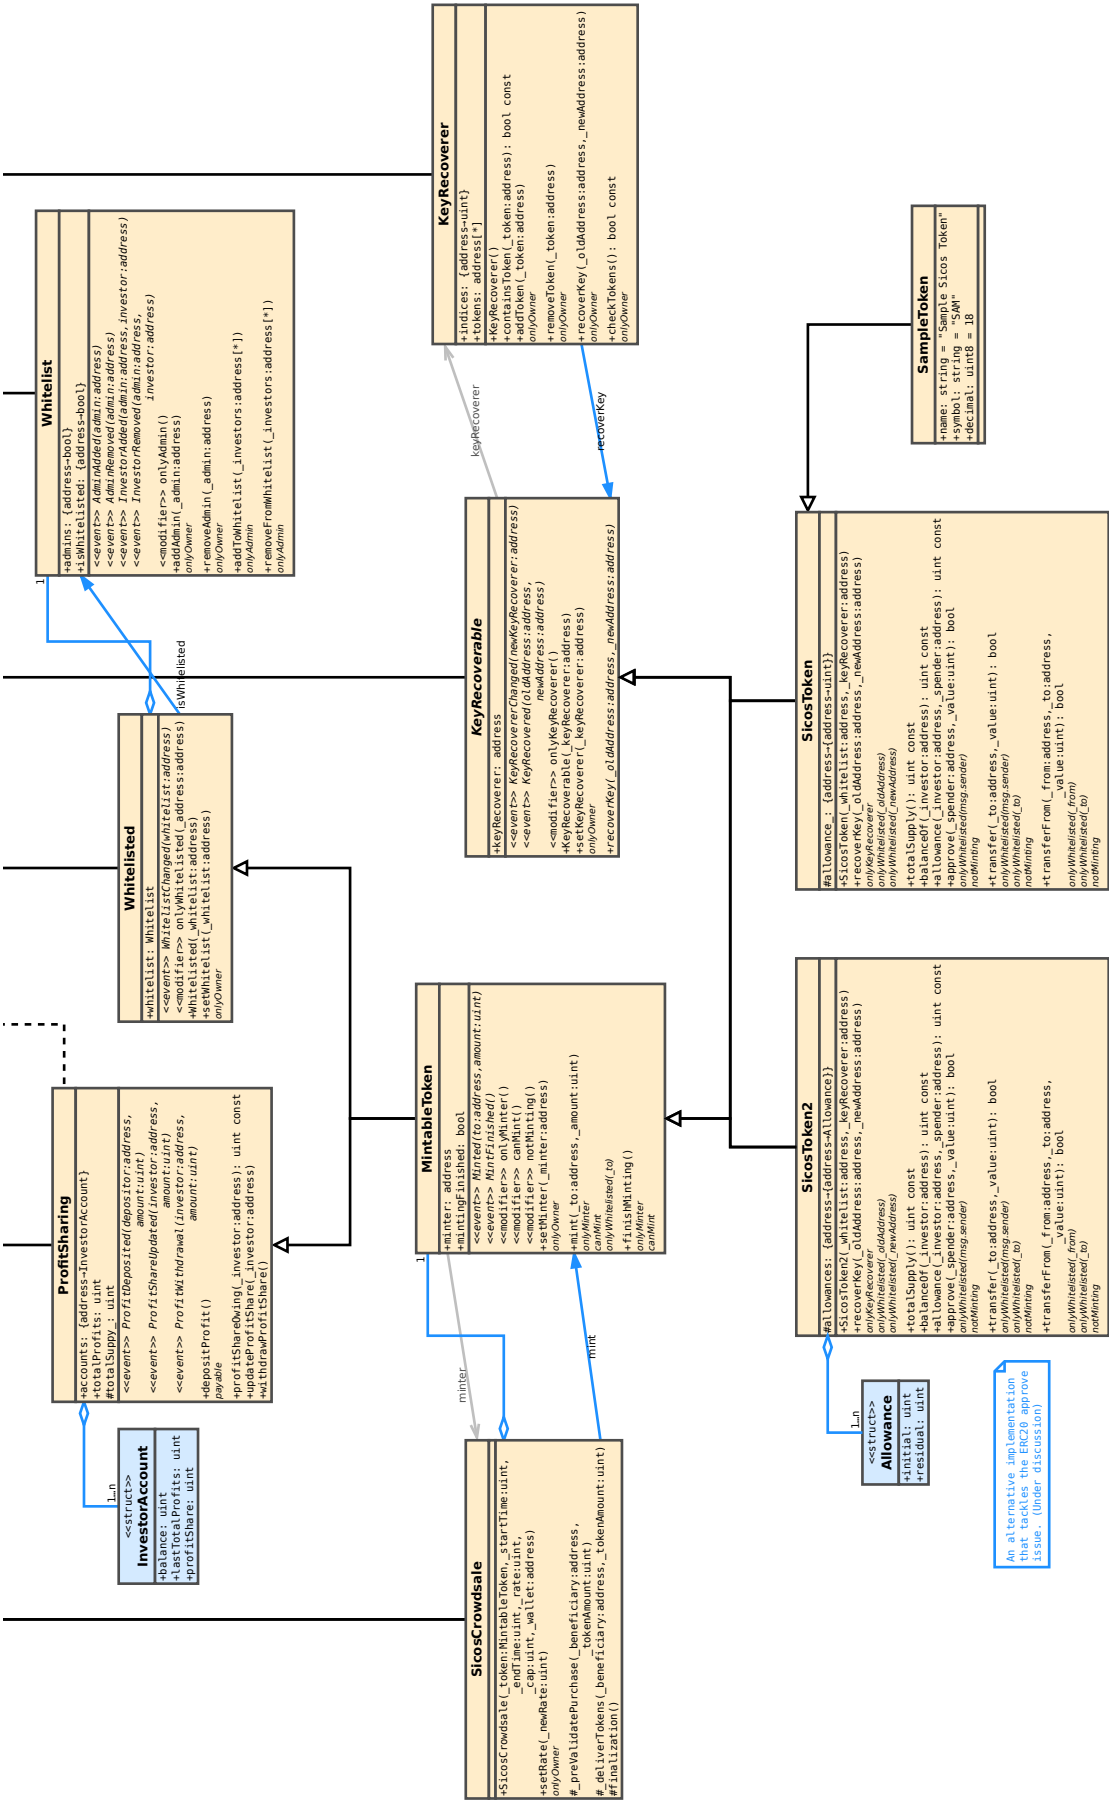 InvestorAccount
<<struct>>
InvestorAccount
+balance: uint
+lastTotalProfits: uint
+profitShare: uint
1…n
ProfitSharing
+accounts: {address→InvestorAccount}
+totalProfits: uint
#totalSuppy_: uint
<<event>> ProfitDeposited(depositor:address,
amount:uint)
<<event>> ProfitShareUpdated(investor:address,
amount:uint)
<<event>> ProfitWithdrawal(investor:address,
amount:uint)
+depositProfit()
payable
+profitShareOwing(_investor:address): uint const
+updateProfitShare(_investor:address)
+withdrawProfitShare()
Whitelisted
+whitelist: Whitelist
<<event>> WhitelistChanged(whitelist:address)
<<modifier>> onlyWhitelisted(_address:address)
+Whitelisted(_whitelist:address)
+setWhitelist(_whitelist:address)
onlyOwner
isWhitelisted
1
Whitelist
+admins: {address→bool}
+isWhitelisted: {address→bool}
<<event>> AdminAdded(admin:address)
<<event>> AdminRemoved(admin:address)
<<event>> InvestorAdded(admin:address,investor:address)
<<event>> InvestorRemoved(admin:address,
investor:address)
<<modifier>> onlyAdmin()
+addAdmin(_admin:address)
onlyOwner
+removeAdmin(_admin:address)
onlyOwner
+addToWhitelist(_investors:address[*])
onlyAdmin
+removeFromWhitelist(_investors:address[*])
onlyAdmin
SicosCrowdsale
+SicosCrowdsale(_token:MintableToken,_startTime:uint,
_endTime:uint,_rate:uint,
_cap:uint,_wallet:address)
+setRate(_newRate:uint)
onlyOwner
#_preValidatePurchase(_beneficiary:address,
_tokenAmount:uint)
#_deliverTokens(_beneficiary:address,_tokenAmount:uint)
#finalization()
minter
mint
1
MintableToken
+minter: address
+mintingFinished: bool
<<event>> Minted(to:address,amount:uint)
<<event>> MintFinished()
<<modifier>> onlyMinter()
<<modifier>> canMint()
<<modifier>> notMinting()
+setMinter(_minter:address)
onlyOwner
+mint(_to:address,_amount:uint)
onlyMinter
canMint
onlyWhitelisted(_to)
+finishMinting()
onlyMinter
canMint
KeyRecoverable
+keyRecoverer: address
<<event>> KeyRecovererChanged(newKeyRecoverer:address)
<<event>> KeyRecovered(oldAddress:address,
newAddress:address)
<<modifier>> onlyKeyRecoverer()
+KeyRecoverable(_keyRecoverer:address)
+setKeyRecoverer(_keyRecoverer:address)
onlyOwner
+recoverKey(_oldAddress:address,_newAddress:address)
keyRecoverer
recoverKey
KeyRecoverer
+indices: {address→uint}
+tokens: address[*]
+KeyRecoverer()
+containsToken(_token:address): bool const
+addToken(_token:address)
onlyOwner
+removeToken(_token:address)
onlyOwner
+recoverKey(_oldAddress:address,_newAddress:address)
onlyOwner
+checkTokens(): bool const
onlyOwner
<<struct>>
Allowance
+initial: uint
+residual: uint
1…n
An alternative implementation
that tackles the ERC20 approve
issue. (Under discussion)
SicosToken2
#allowances: {address→{address→Allowance}}
+SicosToken2(_whitelist:address,_keyRecoverer:address)
+recoverKey(_oldAddress:address,_newAddress:address)
onlyKeyRecoverer
onlyWhitelisted(_oldAddress)
onlyWhitelisted(_newAddress)
+totalSupply(): uint const
+balanceOf(_investor:address): uint const
+allowance(_investor:address,_spender:address): uint const
+approve(_spender:address,_value:uint): bool
onlyWhitelisted(msg.sender)
notMinting
+transfer(_to:address,_value:uint): bool
onlyWhitelisted(msg.sender)
onlyWhitelisted(_to)
notMinting
+transferFrom(_from:address,_to:address,
_value:uint): bool
onlyWhitelisted(_from)
onlyWhitelisted(_to)
notMinting
SicosToken
#allowance_: {address→{address→uint}}
+SicosToken(_whitelist:address,_keyRecoverer:address)
+recoverKey(_oldAddress:address,_newAddress:address)
onlyKeyRecoverer
onlyWhitelisted(_oldAddress)
onlyWhitelisted(_newAddress)
+totalSupply(): uint const
+balanceOf(_investor:address): uint const
+allowance(_investor:address,_spender:address): uint const
+approve(_spender:address,_value:uint): bool
onlyWhitelisted(msg.sender)
notMinting
+transfer(_to:address,_value:uint): bool
onlyWhitelisted(msg.sender)
onlyWhitelisted(_to)
notMinting
+transferFrom(_from:address,_to:address,
_value:uint): bool
onlyWhitelisted(_from)
onlyWhitelisted(_to)
notMinting
SampleToken
+name: string = "Sample Sicos Token"
+symbol: string = "SAM"
+decimal: uint8 = 18